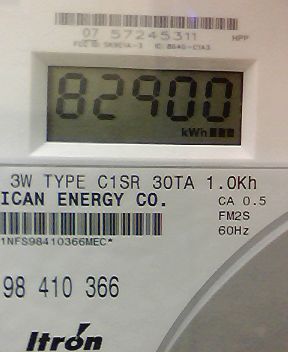 07 57245311 HPP
82900
kWh
3W TYPE C1SR 30TA 1.0Kh
ICAN ENERGY CO.
CA 0.5
FM2S
60Hz
1NFS98410366MEC*
98 410 366
Itron